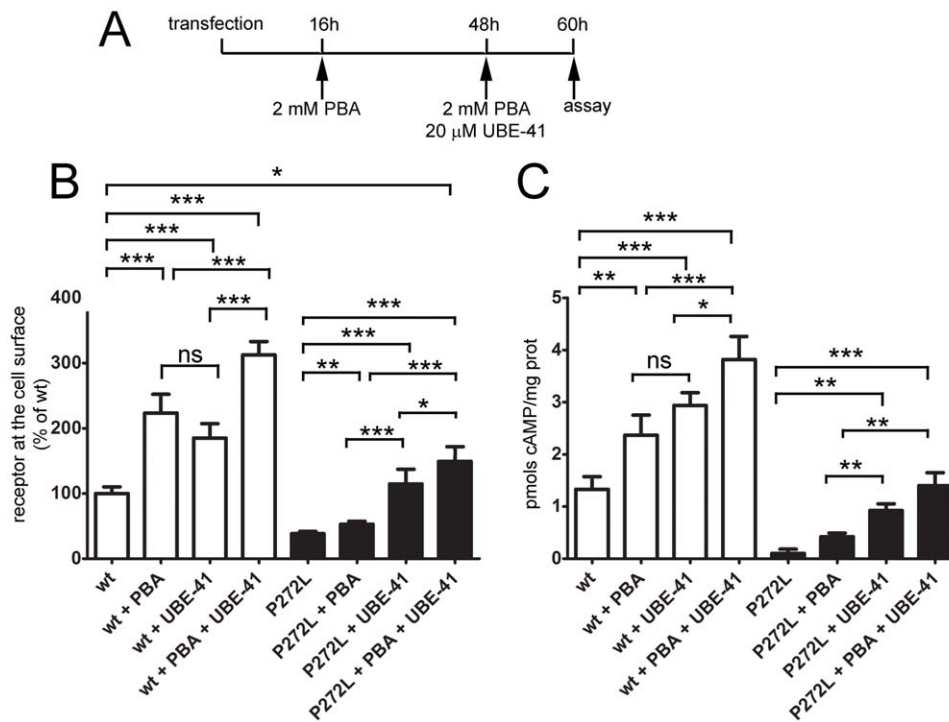 A
transfection
16h
48h
60h
2 mM PBA
2 mM PBA
20 μM UBE-41
assay
B
*
***
***
***
***
***
ns
***
***
**
***
*
***
receptor at the cell surface
(% of wt)
400
300
200
100
0
wt
wt + PBA
wt + UBE-41
wt + PBA + UBE-41
P272L
P272L + PBA
P272L + UBE-41
P272L + PBA + UBE-41
C
***
***
**
***
*
ns
***
**
**
**
pmols cAMP/mg prot
5
4
3
2
1
0
wt
wt + PBA
wt + UBE-41
wt + PBA + UBE-41
P272L
P272L + PBA
P272L + UBE-41
P272L + PBA + UBE-41